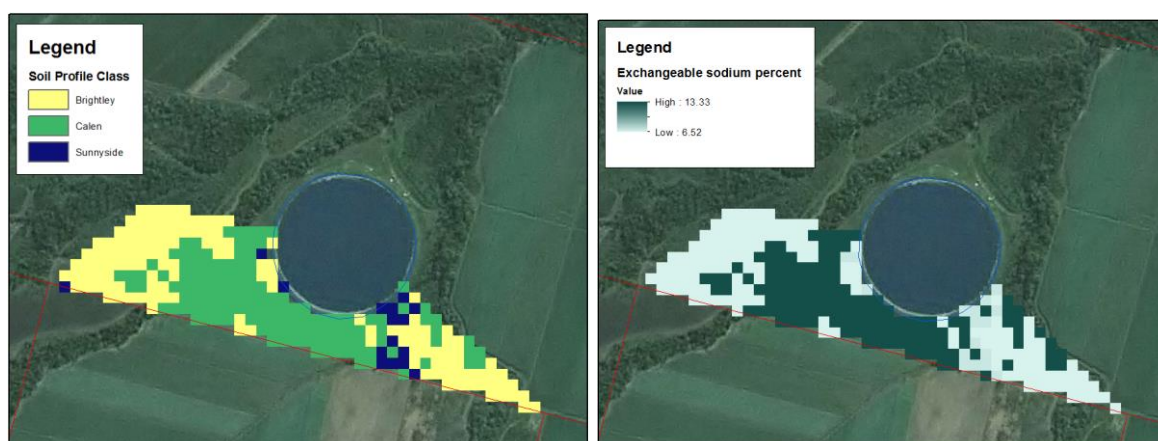 Legend
Soil Profile Class
Brightley
Calen
Sunnyside
Legend
Exchangeable sodium percent
Value
High : 13.33
Low : 6.52